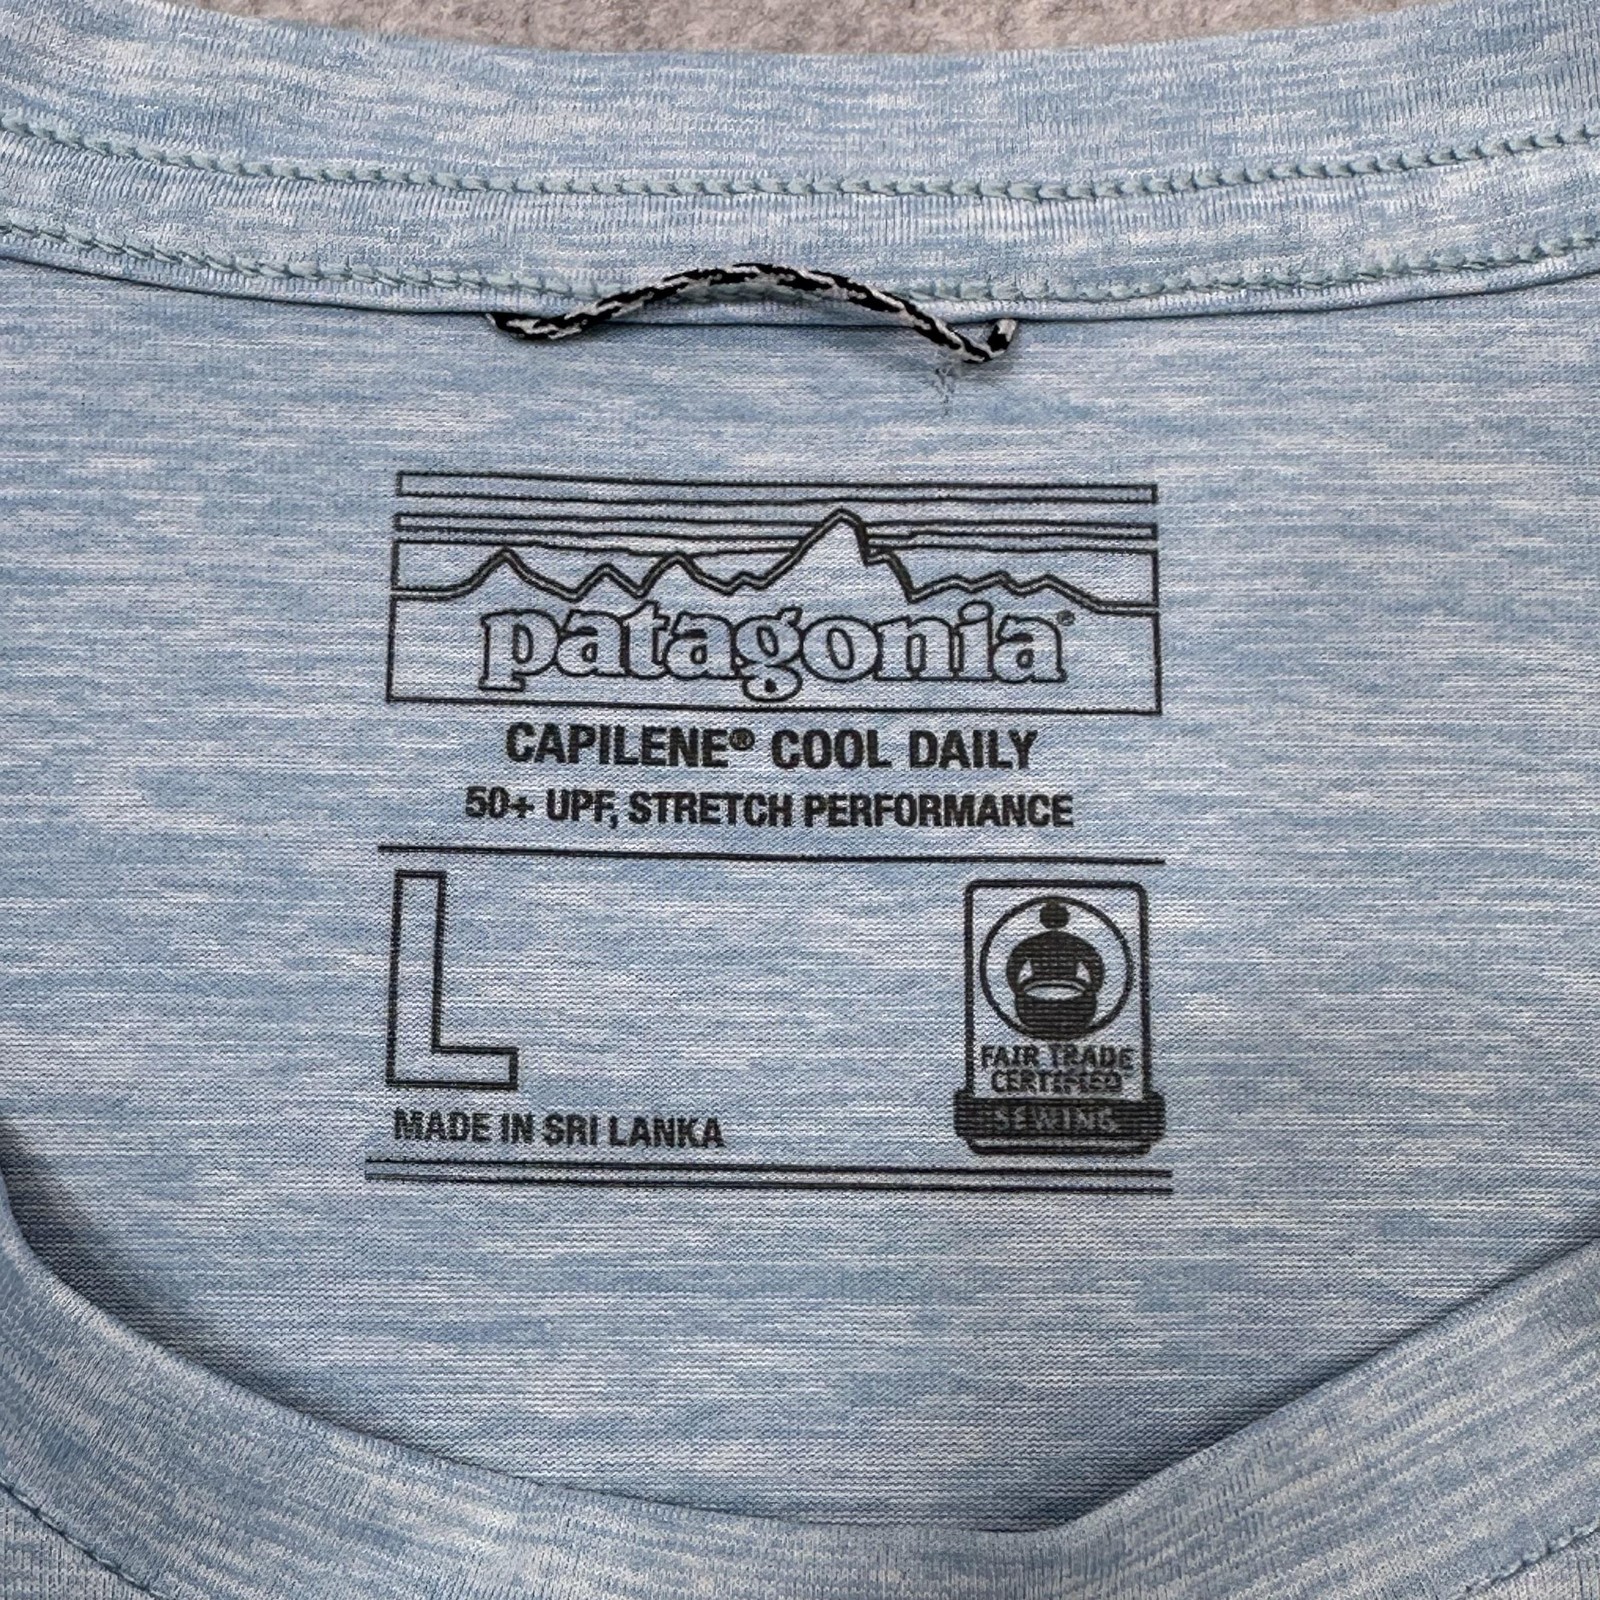 patagonia®
CAPILENE® COOL DAILY
50+ UPF, STRETCH PERFORMANCE
L
FAIR TRADE
CERTIFIED
SEWING
MADE IN SRI LANKA